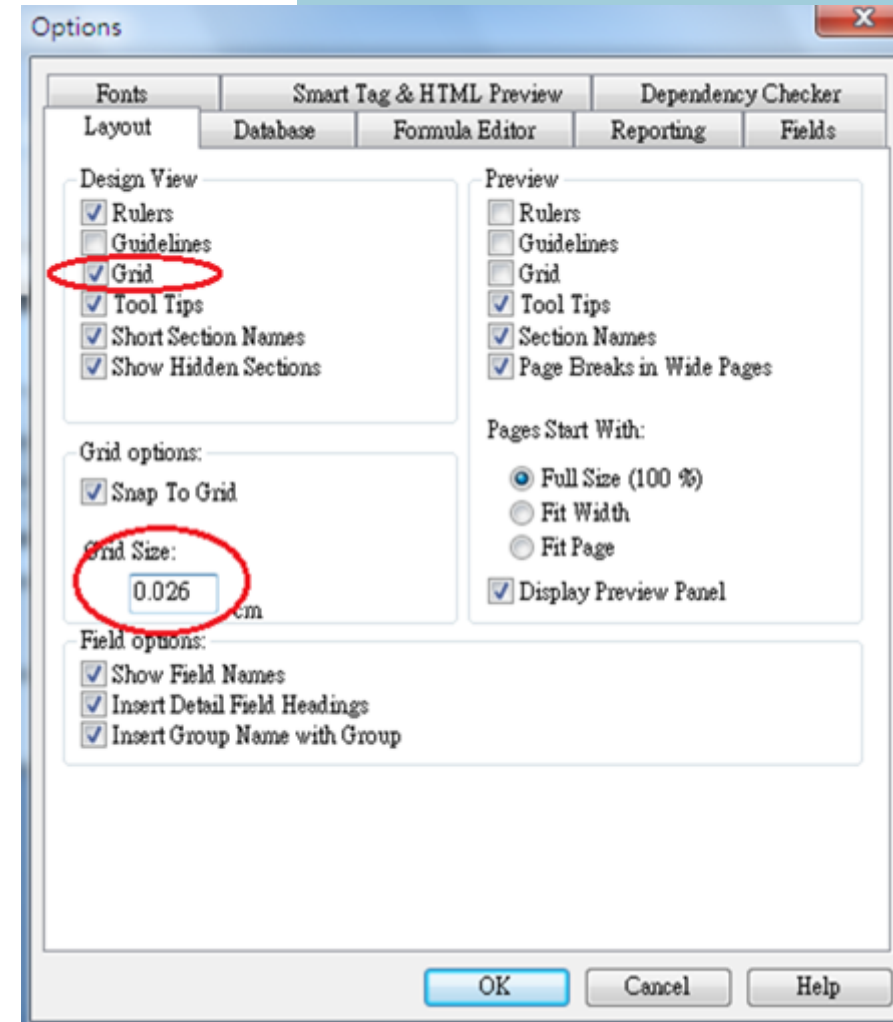 Options
Fonts Smart Tag & HTML Preview Dependency Checker
Layout Database Formula Editor Reporting Fields
Design View
Rulers
Guidelines
Grid
Tool Tips
Short Section Names
Show Hidden Sections
Preview
Rulers
Guidelines
Grid
Tool Tips
Section Names
Page Breaks in Wide Pages
Pages Start With:
Full Size (100 %)
Fit Width
Fit Page
Display Preview Panel
Grid options:
Snap To Grid
Grid Size:
0.026 cm
Field options:
Show Field Names
Insert Detail Field Headings
Insert Group Name with Group
OK Cancel Help